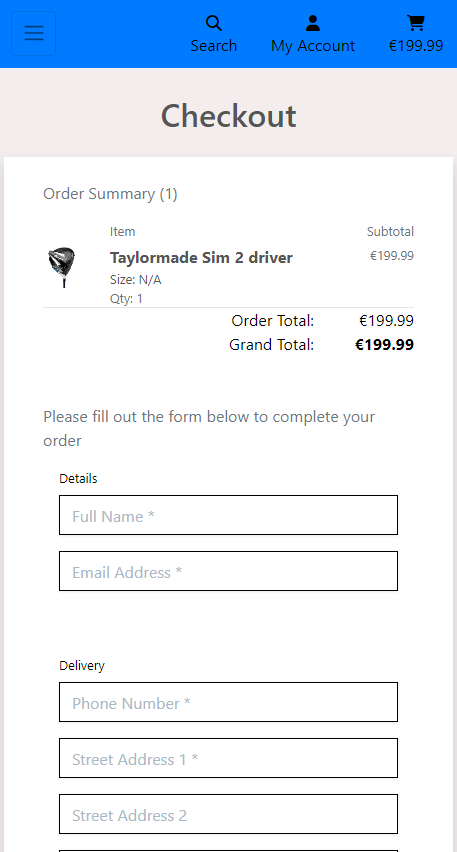 Search
My Account
€199.99
Checkout
Order Summary (1)
Item
Subtotal
Taylormade Sim 2 driver
€199.99
Size: N/A
Qty: 1
Order Total:
€199.99
Grand Total:
€199.99
Please fill out the form below to complete your
order
Details
Full Name *
Email Address *
Delivery
Phone Number *
Street Address 1 *
Street Address 2